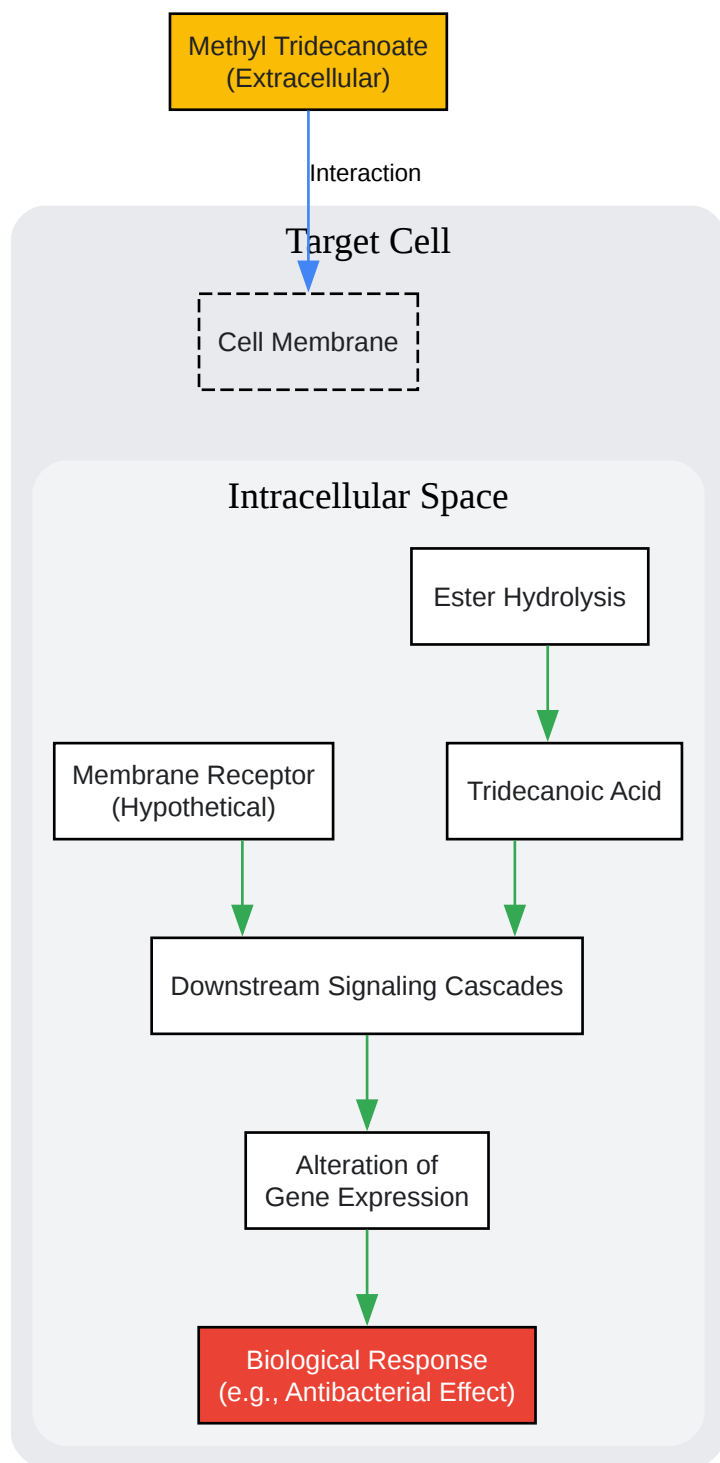 Methyl Tridecanoate
(Extracellular)
Interaction
Target Cell
Cell Membrane
Intracellular Space
Ester Hydrolysis
Membrane Receptor
(Hypothetical)
Tridecanoic Acid
Downstream Signaling Cascades
Alteration of
Gene Expression
Biological Response
(e.g., Antibacterial Effect)